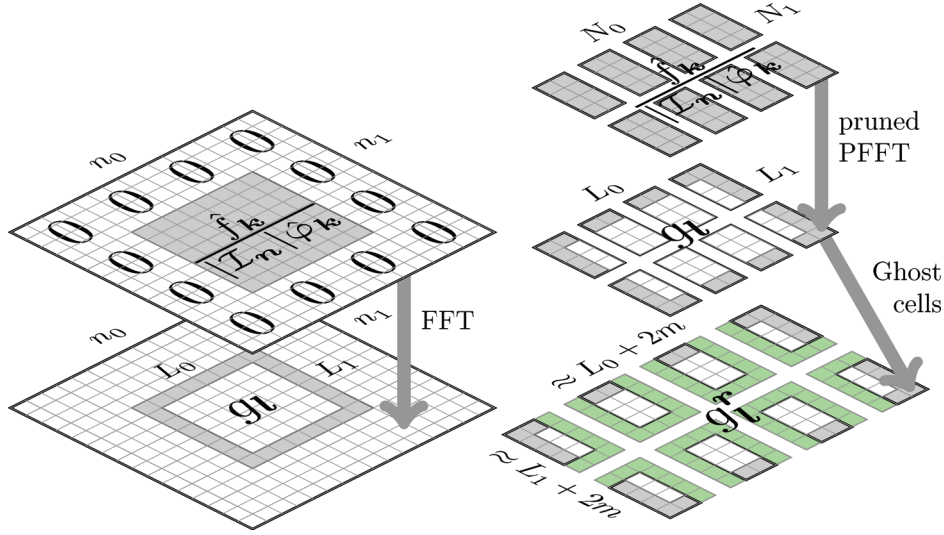 n₀
n₁
0 0 0 0
0 0
0 0
0 0 0 0
f̂ₖ
|𝓘ₙ|φ̂ₖ
FFT
n₀
n₁
L₀
L₁
gₗ
N₀
N₁
f̂ₖ
|𝓘ₙ|φ̂ₖ
pruned
PFFT
L₀
L₁
gₗ
Ghost
cells
≈ L₀ + 2m
gₗʳ
≈ L₁ + 2m